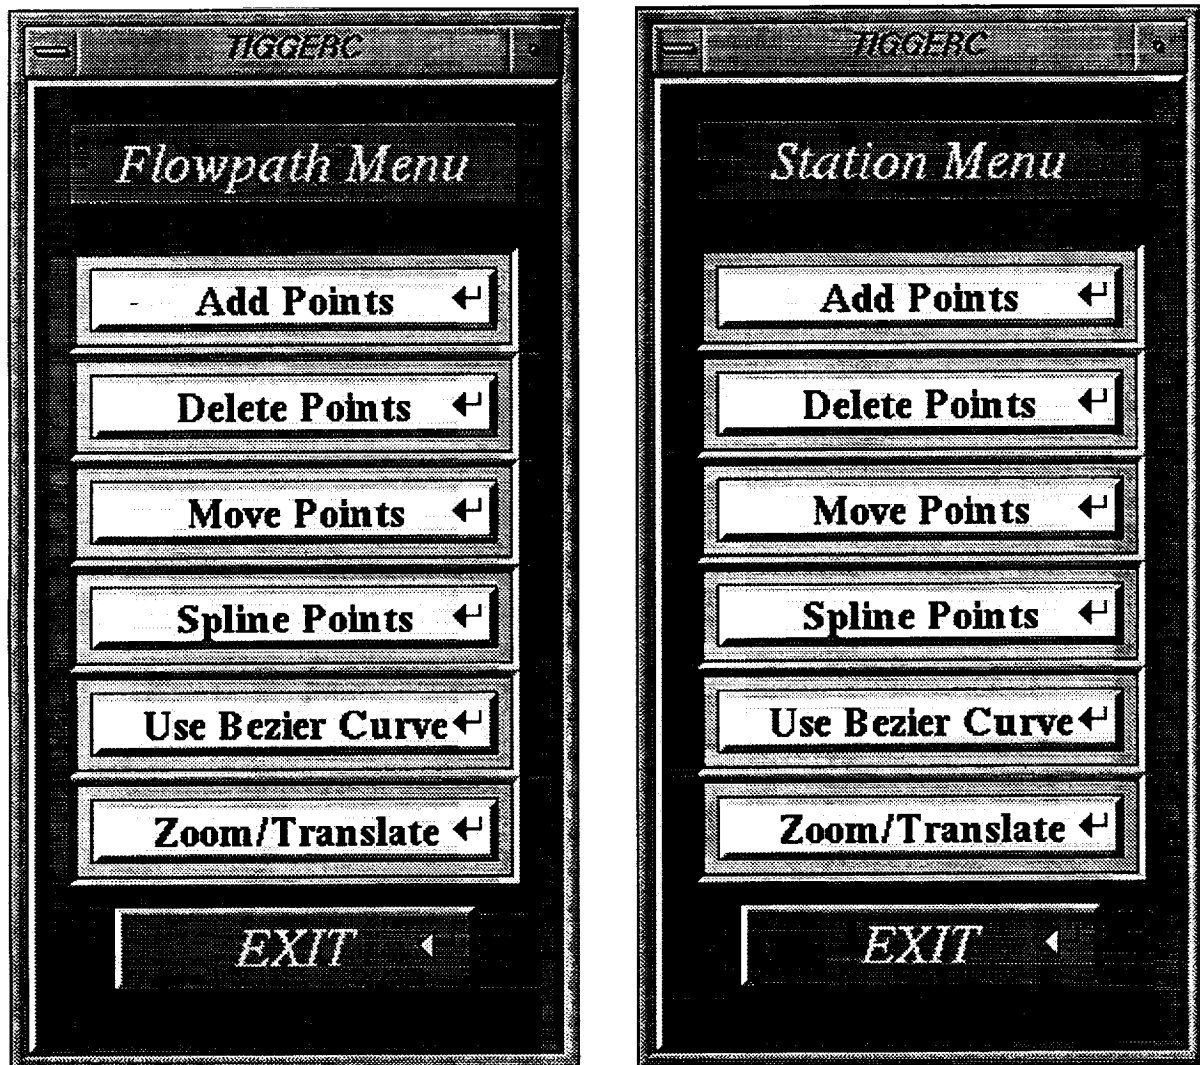 TIGGERC
Flowpath Menu
Add Points
Delete Points
Move Points
Spline Points
Use Bezier Curve
Zoom/Translate
EXIT
TIGGERC
Station Menu
Add Points
Delete Points
Move Points
Spline Points
Use Bezier Curve
Zoom/Translate
EXIT